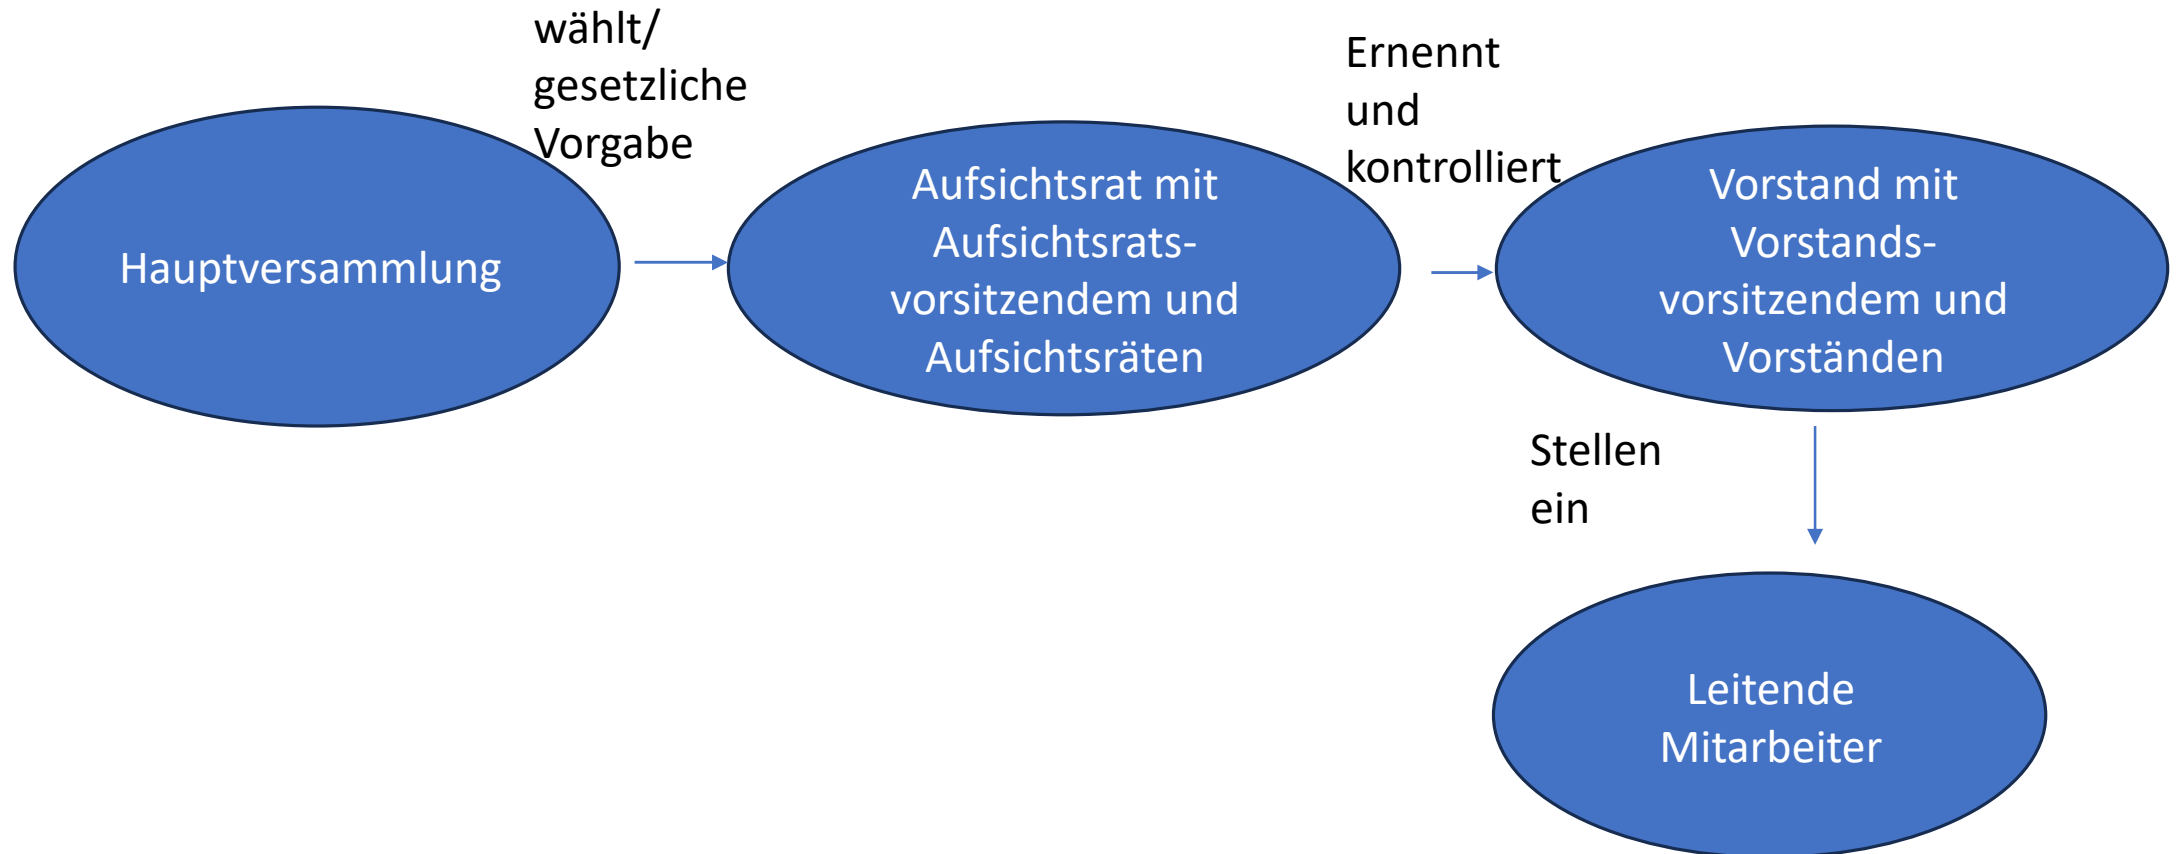 wählt/
gesetzliche
Vorgabe
Hauptversammlung
Aufsichtsrat mit
Aufsichtsrats-
vorsitzendem und
Aufsichtsräten
Ernennt
und
kontrolliert
Vorstand mit
Vorstands-
vorsitzendem und
Vorständen
Stellen
ein
Leitende
Mitarbeiter